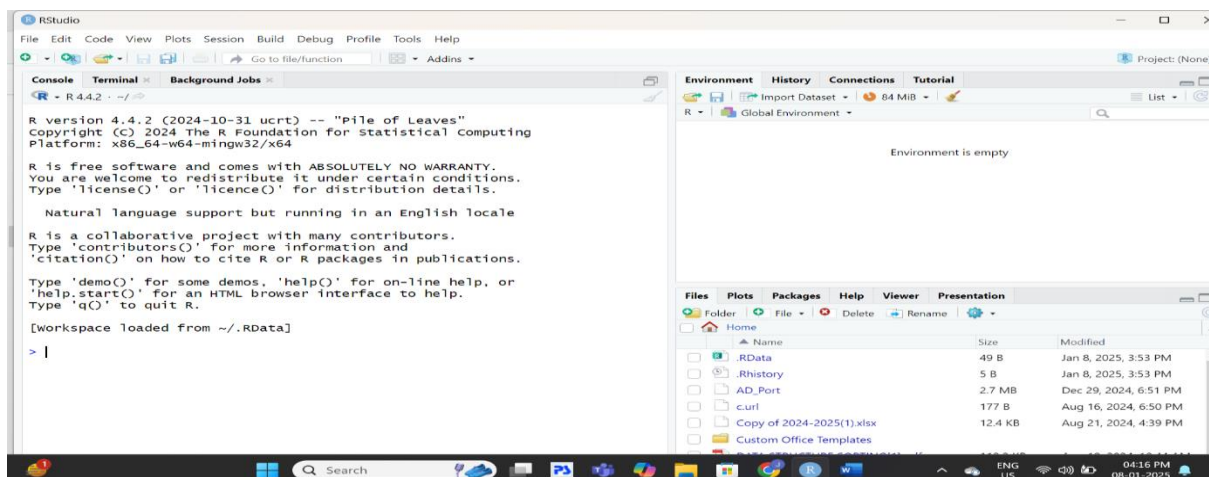 RStudio
File Edit Code View Plots Session Build Debug Profile Tools Help
Go to file/function Addins Project: (None
Console Terminal Background Jobs
R 4.4.2 · ~/
R version 4.4.2 (2024-10-31 ucrt) -- "Pile of Leaves"
Copyright (C) 2024 The R Foundation for Statistical Computing
Platform: x86_64-w64-mingw32/x64
R is free software and comes with ABSOLUTELY NO WARRANTY.
You are welcome to redistribute it under certain conditions.
Type 'license()' or 'licence()' for distribution details.
Natural language support but running in an English locale
R is a collaborative project with many contributors.
Type 'contributors()' for more information and
'citation()' on how to cite R or R packages in publications.
Type 'demo()' for some demos, 'help()' for on-line help, or
'help.start()' for an HTML browser interface to help.
Type 'q()' to quit R.
[Workspace loaded from ~/.RData]
>
Environment History Connections Tutorial
Import Dataset 84 MiB List
R Global Environment
Environment is empty
Files Plots Packages Help Viewer Presentation
Folder File Delete Rename
Home
Name Size Modified
.RData 49 B Jan 8, 2025, 3:53 PM
.Rhistory 5 B Jan 8, 2025, 3:53 PM
AD_Port 2.7 MB Dec 29, 2024, 6:51 PM
c.url 177 B Aug 16, 2024, 6:50 PM
Copy of 2024-2025(1).xlsx 12.4 KB Aug 21, 2024, 4:39 PM
Custom Office Templates
1 Search ENG 04:16 PM
US 08-01-2025